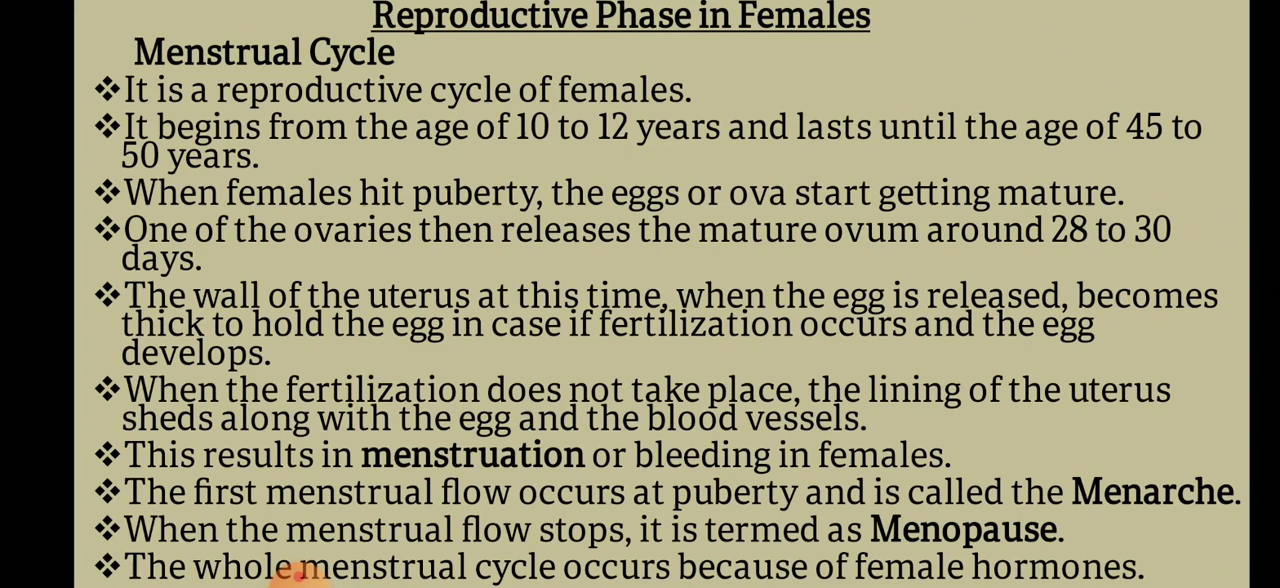 Reproductive Phase in Females
Menstrual Cycle
❖It is a reproductive cycle of females.
❖It begins from the age of 10 to 12 years and lasts until the age of 45 to
50 years.
❖When females hit puberty, the eggs or ova start getting mature.
❖One of the ovaries then releases the mature ovum around 28 to 30
days.
❖The wall of the uterus at this time, when the egg is released, becomes
thick to hold the egg in case if fertilization occurs and the egg
develops.
❖When the fertilization does not take place, the lining of the uterus
sheds along with the egg and the blood vessels.
❖This results in menstruation or bleeding in females.
❖The first menstrual flow occurs at puberty and is called the Menarche.
❖When the menstrual flow stops, it is termed as Menopause.
❖The whole menstrual cycle occurs because of female hormones.